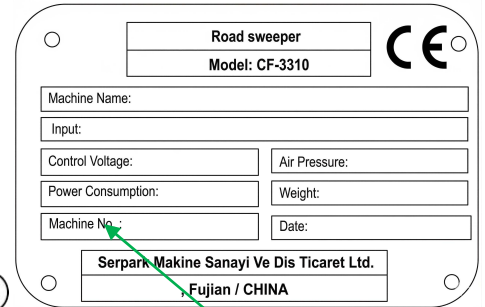 Road sweeper
CE
Model: CF-3310
Machine Name:
Input:
Control Voltage:
Air Pressure:
Power Consumption:
Weight:
Machine No. :
Date:
Serpark Makine Sanayi Ve Dis Ticaret Ltd.
, Fujian / CHINA